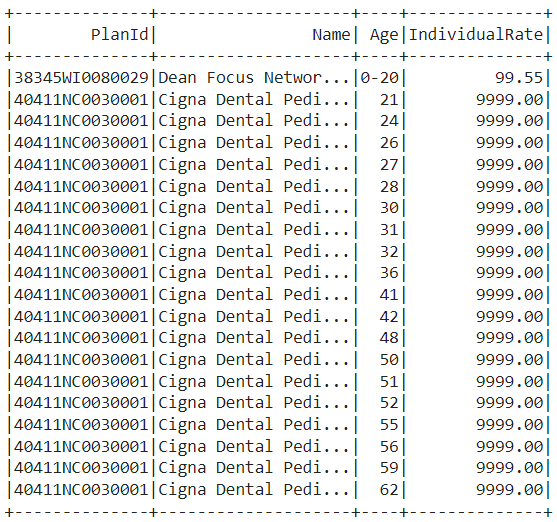 +--------------+--------------------+----+--------------+
|        PlanId|                Name| Age|IndividualRate|
+--------------+--------------------+----+--------------+
|38345WI0080029|Dean Focus Networ...|0-20|         99.55|
|40411NC0030001|Cigna Dental Pedi...|  21|       9999.00|
|40411NC0030001|Cigna Dental Pedi...|  24|       9999.00|
|40411NC0030001|Cigna Dental Pedi...|  26|       9999.00|
|40411NC0030001|Cigna Dental Pedi...|  27|       9999.00|
|40411NC0030001|Cigna Dental Pedi...|  28|       9999.00|
|40411NC0030001|Cigna Dental Pedi...|  30|       9999.00|
|40411NC0030001|Cigna Dental Pedi...|  31|       9999.00|
|40411NC0030001|Cigna Dental Pedi...|  32|       9999.00|
|40411NC0030001|Cigna Dental Pedi...|  36|       9999.00|
|40411NC0030001|Cigna Dental Pedi...|  41|       9999.00|
|40411NC0030001|Cigna Dental Pedi...|  42|       9999.00|
|40411NC0030001|Cigna Dental Pedi...|  48|       9999.00|
|40411NC0030001|Cigna Dental Pedi...|  50|       9999.00|
|40411NC0030001|Cigna Dental Pedi...|  51|       9999.00|
|40411NC0030001|Cigna Dental Pedi...|  52|       9999.00|
|40411NC0030001|Cigna Dental Pedi...|  55|       9999.00|
|40411NC0030001|Cigna Dental Pedi...|  56|       9999.00|
|40411NC0030001|Cigna Dental Pedi...|  59|       9999.00|
|40411NC0030001|Cigna Dental Pedi...|  62|       9999.00|
+--------------+--------------------+----+--------------+